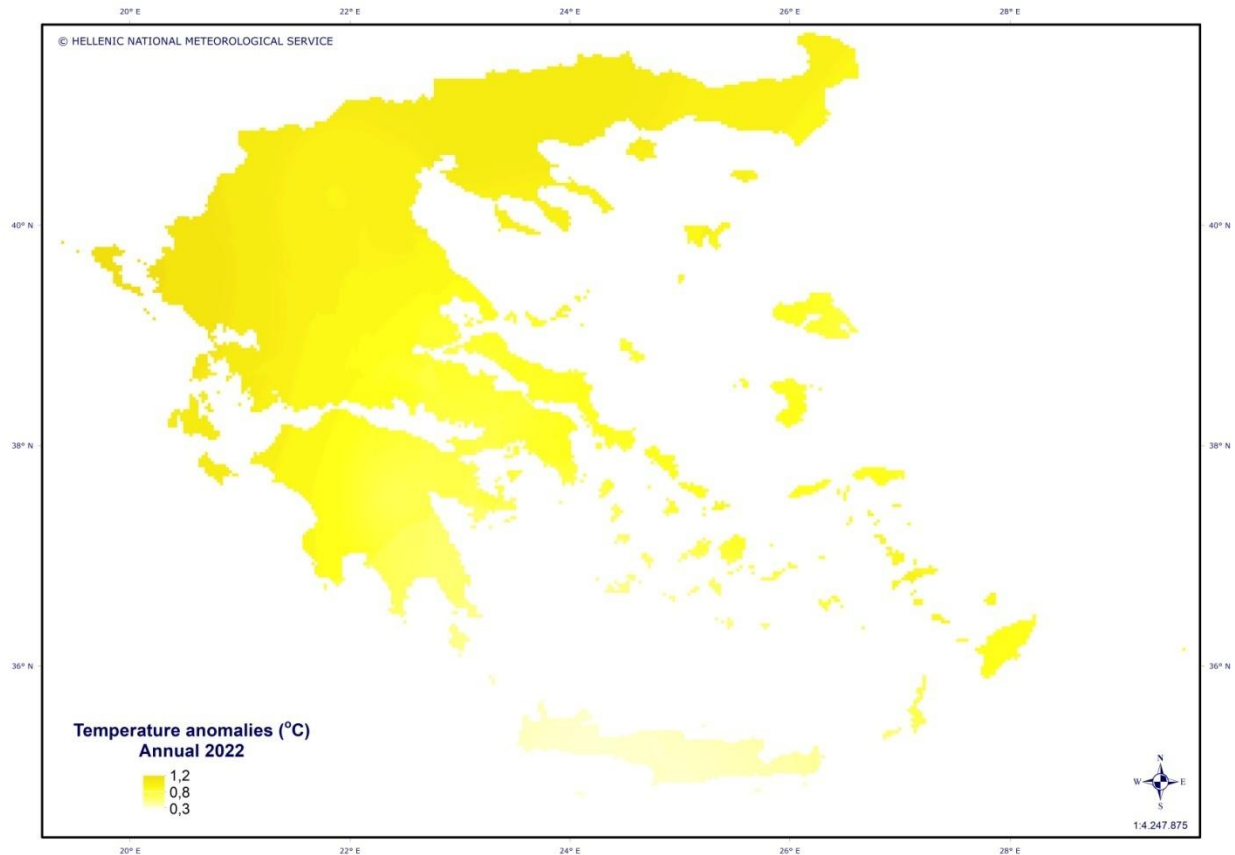 20° E 22° E 24° E 26° E 28° E
© HELLENIC NATIONAL METEOROLOGICAL SERVICE
40° N 40° N
38° N 38° N
36° N 36° N
Temperature anomalies (°C)
Annual 2022
1,2
0,8
0,3
N
W E
S
1:4.247.875
20° E 22° E 24° E 26° E 28° E